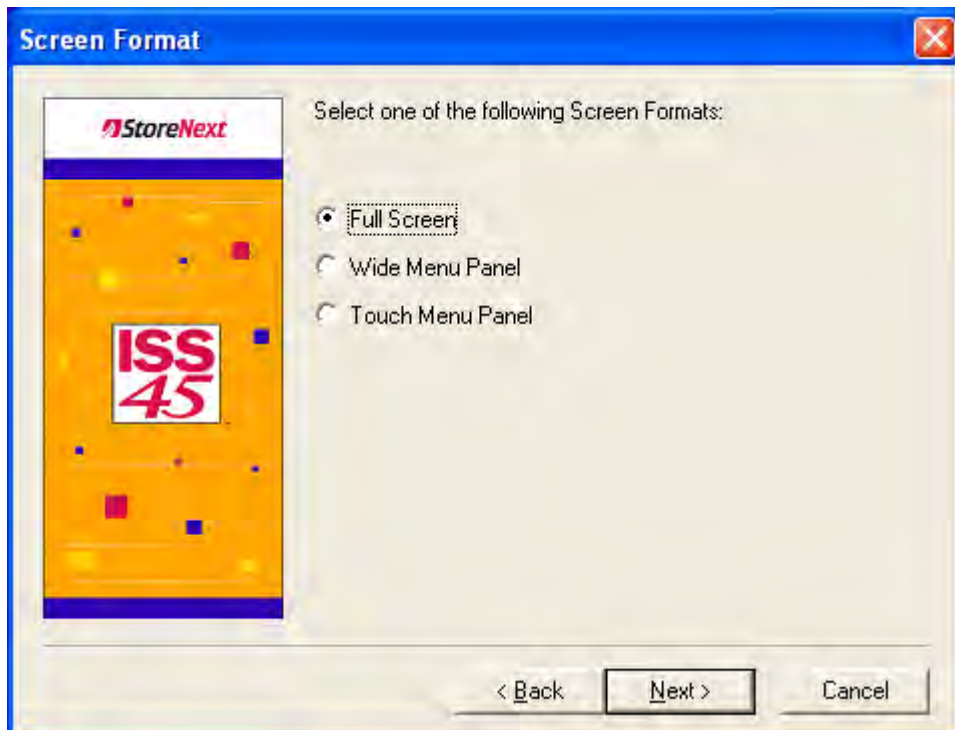 Screen Format
StoreNext
Select one of the following Screen Formats:
Full Screen
Wide Menu Panel
Touch Menu Panel
ISS
45
< Back
Next >
Cancel